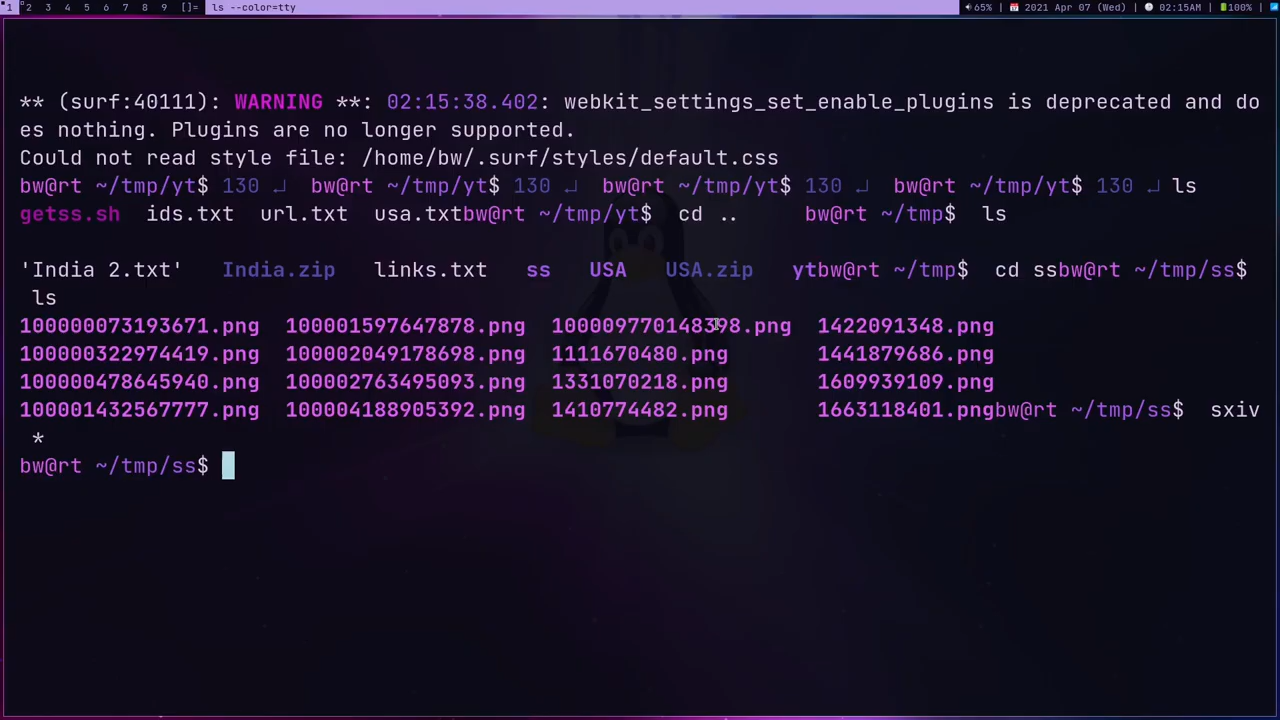 1 2 3 4 5 6 7 8 9 []= ls --color=tty 65% 2021 Apr 07 (Wed) 02:15AM 100%
** (surf:40111): WARNING **: 02:15:38.402: webkit_settings_set_enable_plugins is deprecated and do
es nothing. Plugins are no longer supported.
Could not read style file: /home/bw/.surf/styles/default.css
bw@rt ~/tmp/yt$ 130 ↵ bw@rt ~/tmp/yt$ 130 ↵ bw@rt ~/tmp/yt$ 130 ↵ bw@rt ~/tmp/yt$ 130 ↵ ls
getss.sh ids.txt url.txt usa.txtbw@rt ~/tmp/yt$ cd .. bw@rt ~/tmp$ ls
'India 2.txt' India.zip links.txt ss USA USA.zip ytbw@rt ~/tmp$ cd ssbw@rt ~/tmp/ss$
ls
100000073193671.png 100001597647878.png 100009770148398.png 1422091348.png
100000322974419.png 100002049178698.png 1111670480.png 1441879686.png
100000478645940.png 100002763495093.png 1331070218.png 1609939109.png
100001432567777.png 100004188905392.png 1410774482.png 1663118401.pngbw@rt ~/tmp/ss$ sxiv
*
bw@rt ~/tmp/ss$